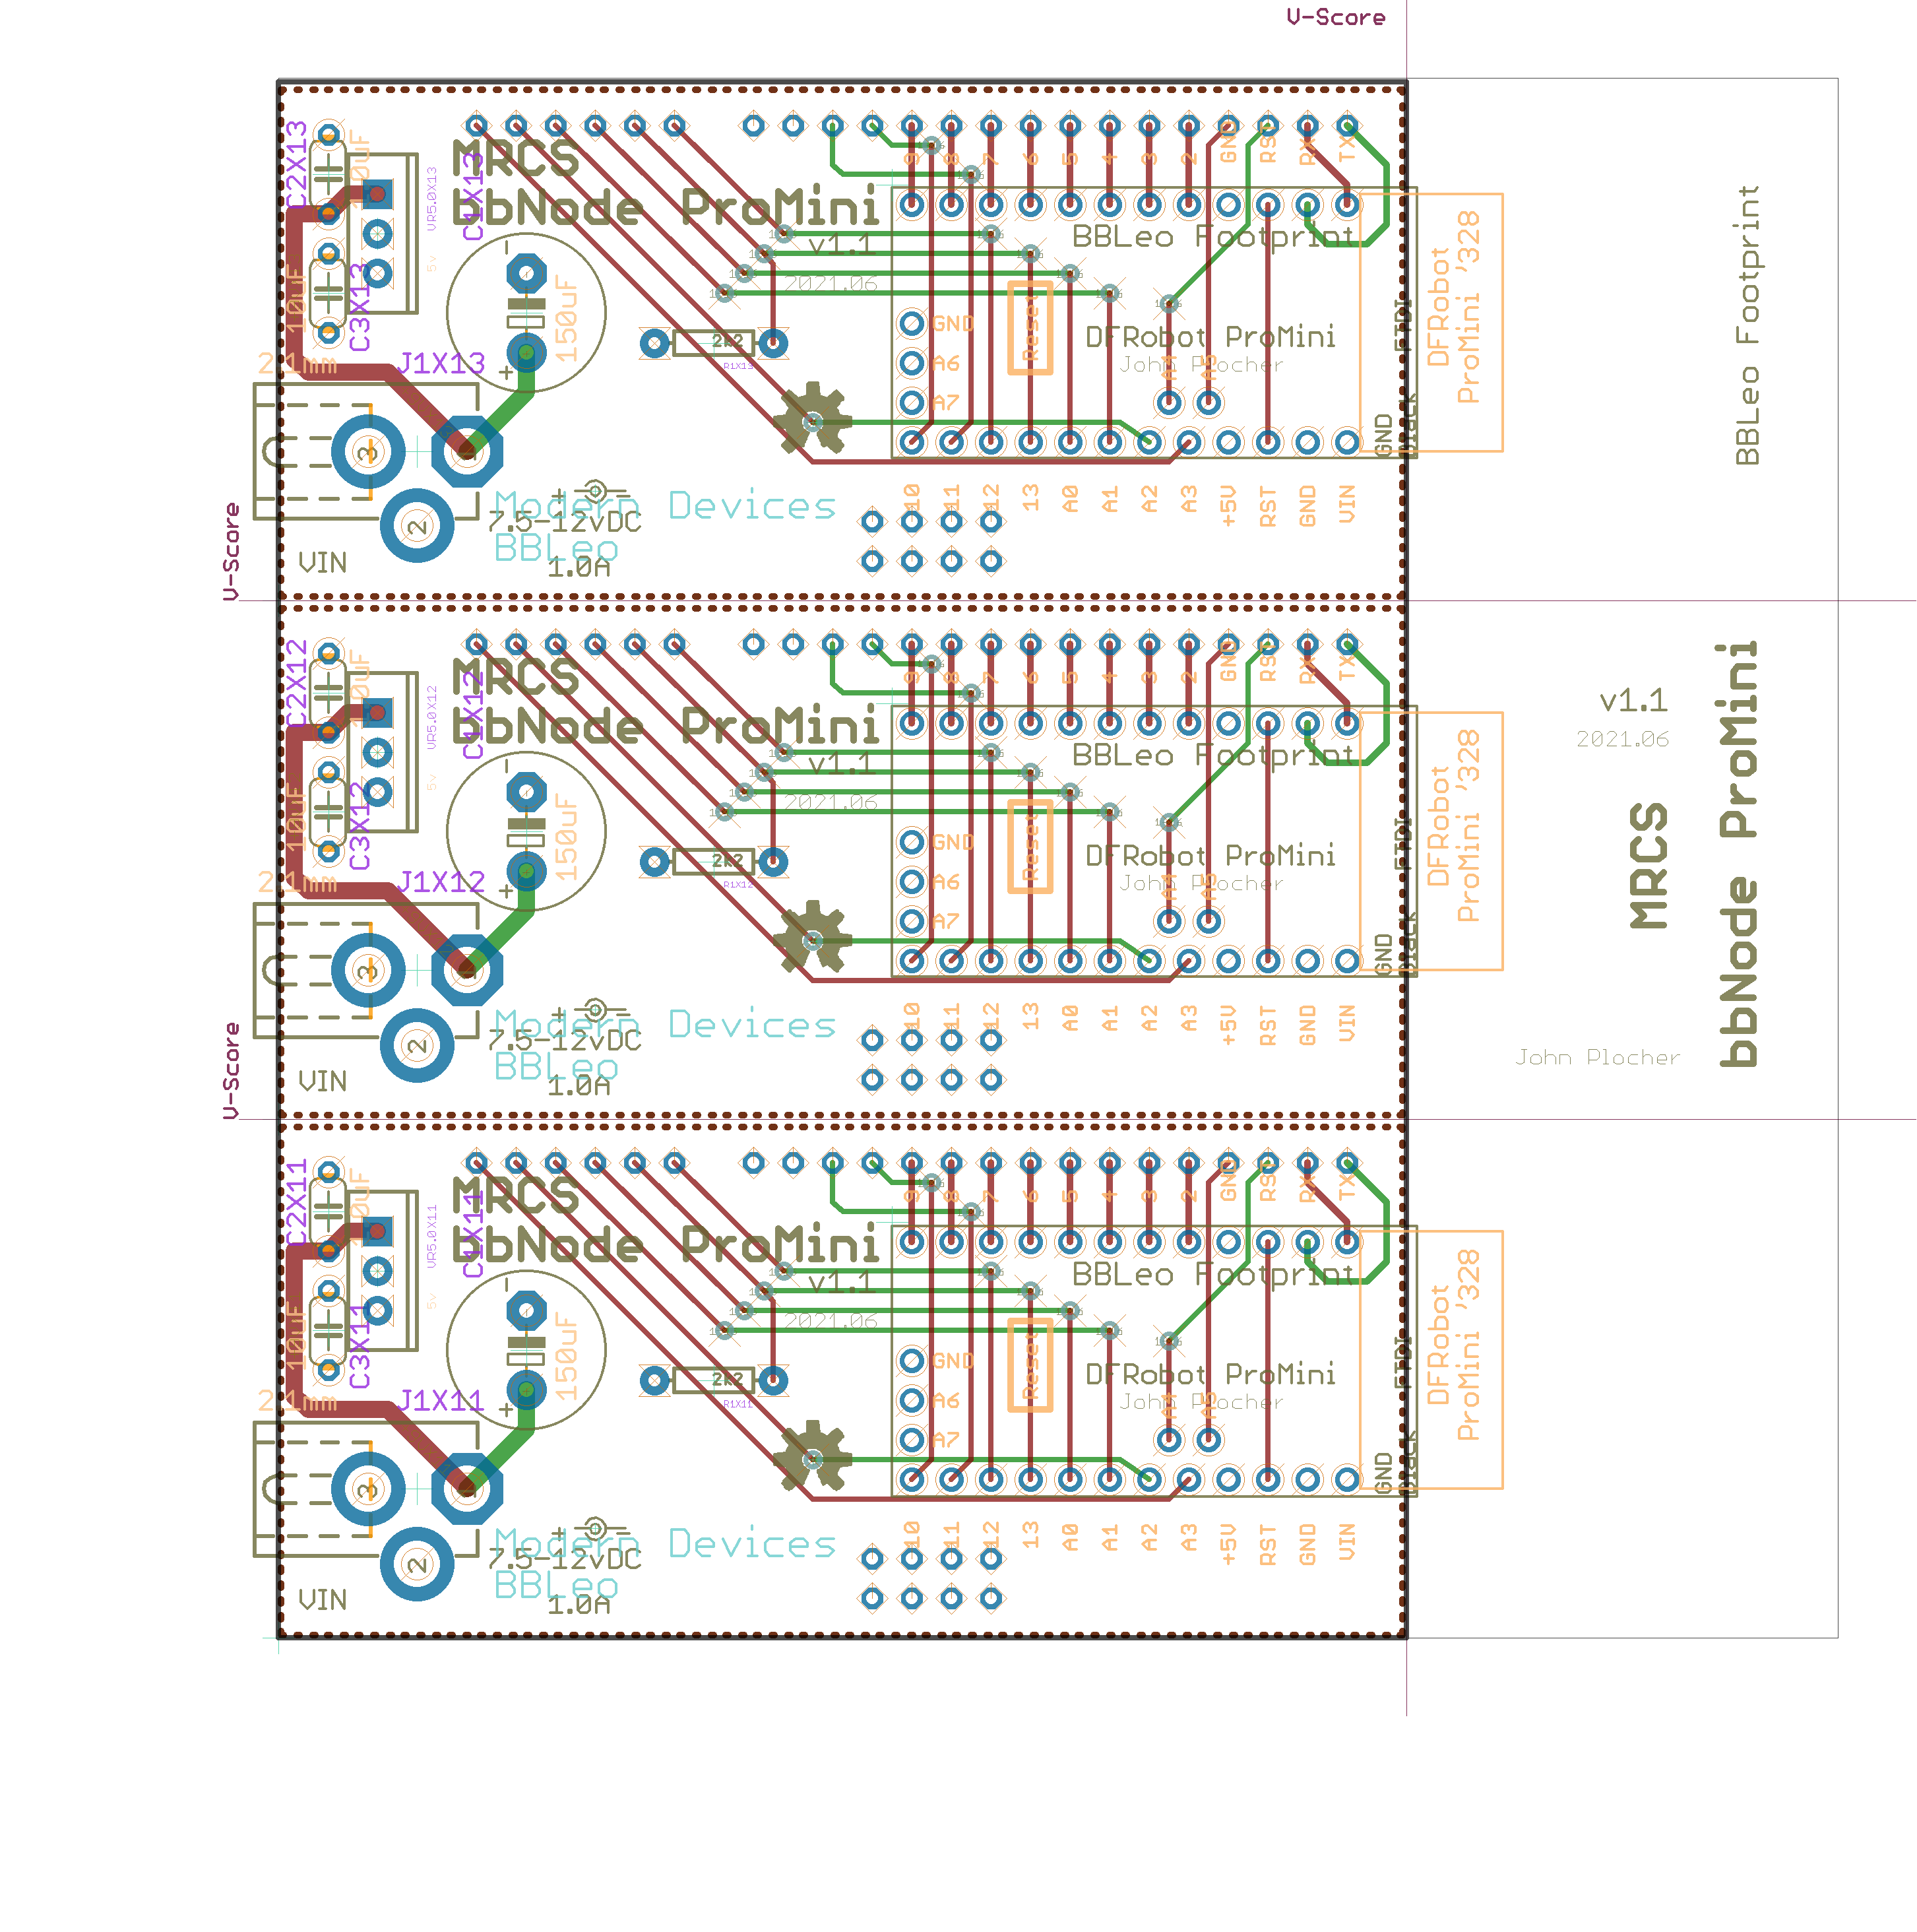 V-Score
C2X13
10uF
MRCS
C1X13
VR5.0X13
bbNode ProMini
9
8
7
6
5
4
3
2
GND
RST
RX
TX
v1.1
BBLeo Footprint
5v
2021.06
10uF
C3X13
150uF
GND
Reset
DFRobot ProMini
FTDI
DFRobot
ProMini '328
2k2
R1X13
John Plocher
2.1mm
J1X13
A6
A7
GND
Black
3
2
Modern Devices
7.5-12vDC
BBLeo
1.0A
VIN
10
11
12
13
A0
A1
A2
A3
+5V
RST
GND
VIN
BBLeo Footprint
V-Score
C2X12
MRCS
C1X12
VR5.0X12
bbNode ProMini
9
8
7
6
5
4
3
2
GND
RST
RX
TX
v1.1
BBLeo Footprint
5v
2021.06
10uF
C3X12
150uF
GND
Reset
DFRobot ProMini
FTDI
DFRobot
ProMini '328
2k2
R1X12
John Plocher
2.1mm
J1X12
A6
A7
GND
Black
3
2
Modern Devices
7.5-12vDC
BBLeo
1.0A
VIN
10
11
12
13
A0
A1
A2
A3
+5V
RST
GND
VIN
v1.1
2021.06
MRCS
bbNode ProMini
John Plocher
V-Score
C2X11
MRCS
C1X11
VR5.0X11
bbNode ProMini
9
8
7
6
5
4
3
2
GND
RST
RX
TX
v1.1
BBLeo Footprint
5v
2021.06
10uF
C3X11
150uF
GND
Reset
DFRobot ProMini
FTDI
DFRobot
ProMini '328
2k2
R1X11
John Plocher
2.1mm
J1X11
A6
A7
GND
Black
3
2
Modern Devices
7.5-12vDC
BBLeo
1.0A
VIN
10
11
12
13
A0
A1
A2
A3
+5V
RST
GND
VIN